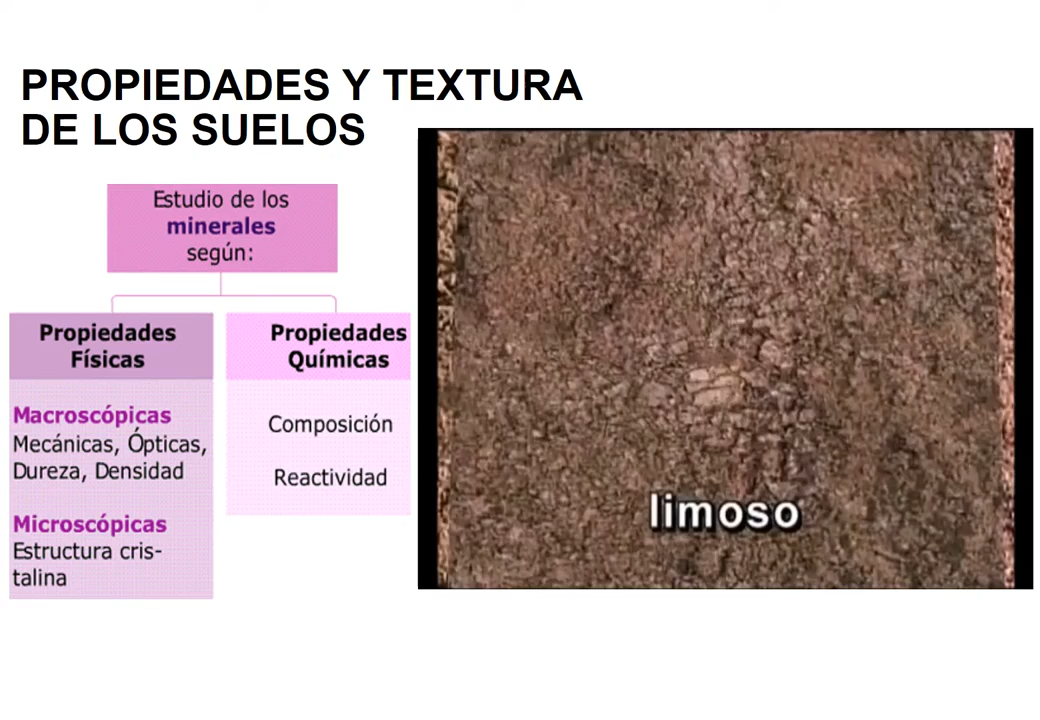 PROPIEDADES Y TEXTURA
DE LOS SUELOS
Estudio de los
minerales
según:
Propiedades
Físicas
Macroscópicas
Mecánicas, Ópticas,
Dureza, Densidad
Microscópicas
Estructura cris-
talina
Propiedades
Químicas
Composición
Reactividad
limoso